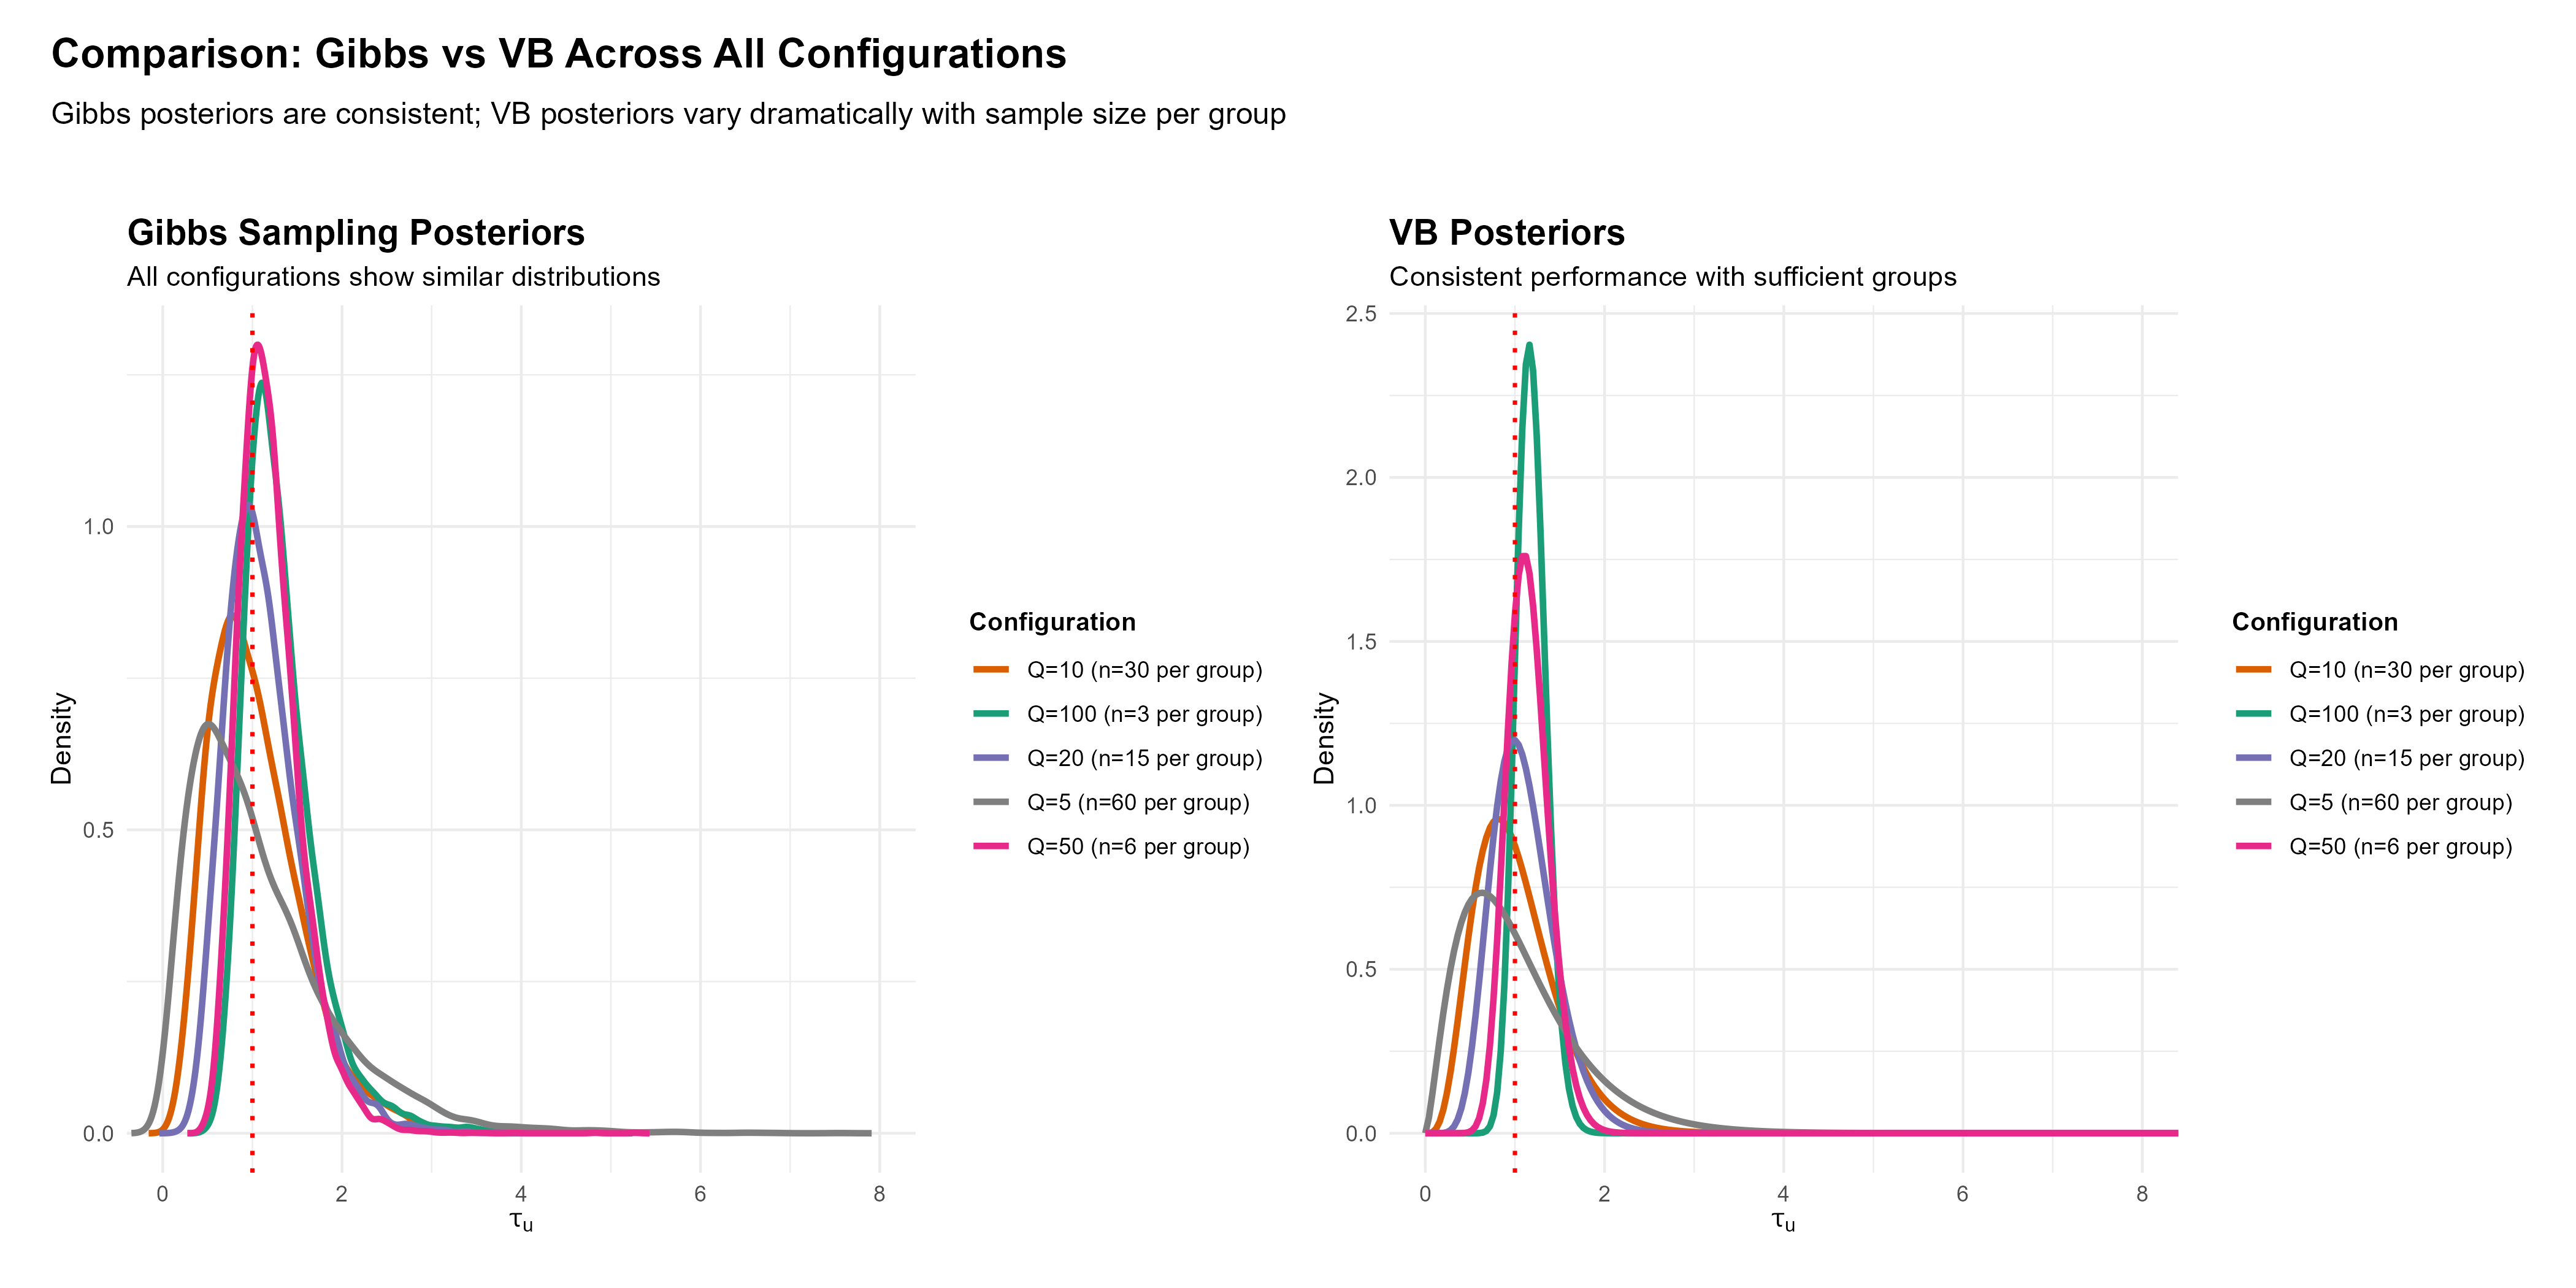 Comparison: Gibbs vs VB Across All Configurations
Gibbs posteriors are consistent; VB posteriors vary dramatically with sample size per group
Gibbs Sampling Posteriors
All configurations show similar distributions
Density
1.0
0.5
0.0
0
2
4
6
8
τu
Configuration
Q=10 (n=30 per group)
Q=100 (n=3 per group)
Q=20 (n=15 per group)
Q=5 (n=60 per group)
Q=50 (n=6 per group)
VB Posteriors
Consistent performance with sufficient groups
Density
2.5
2.0
1.5
1.0
0.5
0.0
0
2
4
6
8
τu
Configuration
Q=10 (n=30 per group)
Q=100 (n=3 per group)
Q=20 (n=15 per group)
Q=5 (n=60 per group)
Q=50 (n=6 per group)